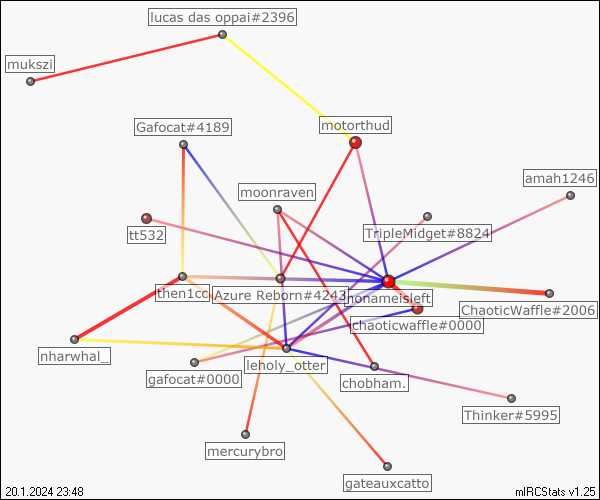 lucas das oppai#2396
mukszi
Gafocat#4189
motorthud
moonraven
amah1246
tt532
TripleMidget#8824
Azure Reborn#4243
nonameisleft
ChaoticWaffle#2006
chaoticwaffle#0000
nharwhal_
leholy_otter
gafocat#0000
chobham.
Thinker#5995
mercurybro
gateauxcatto
20.1.2024 23:48
mIRCStats v1.25